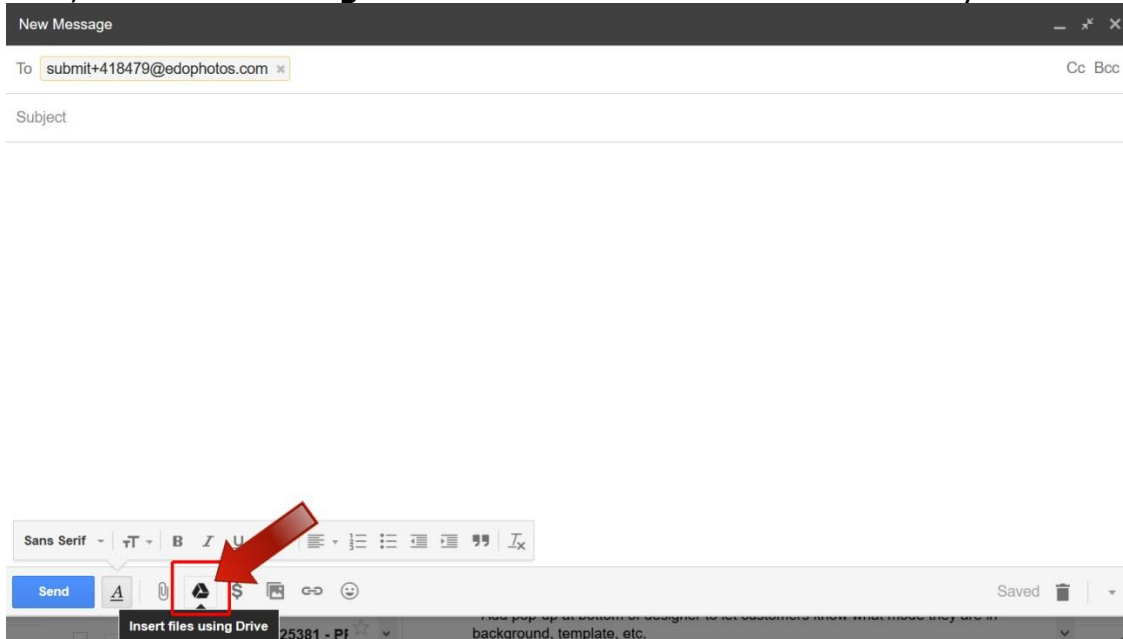 New Message
To submit+418479@edophotos.com Cc Bcc
Subject
Sans Serif B I U
Send A $ Saved
Insert files using Drive
25381 - PF
background, template, etc.